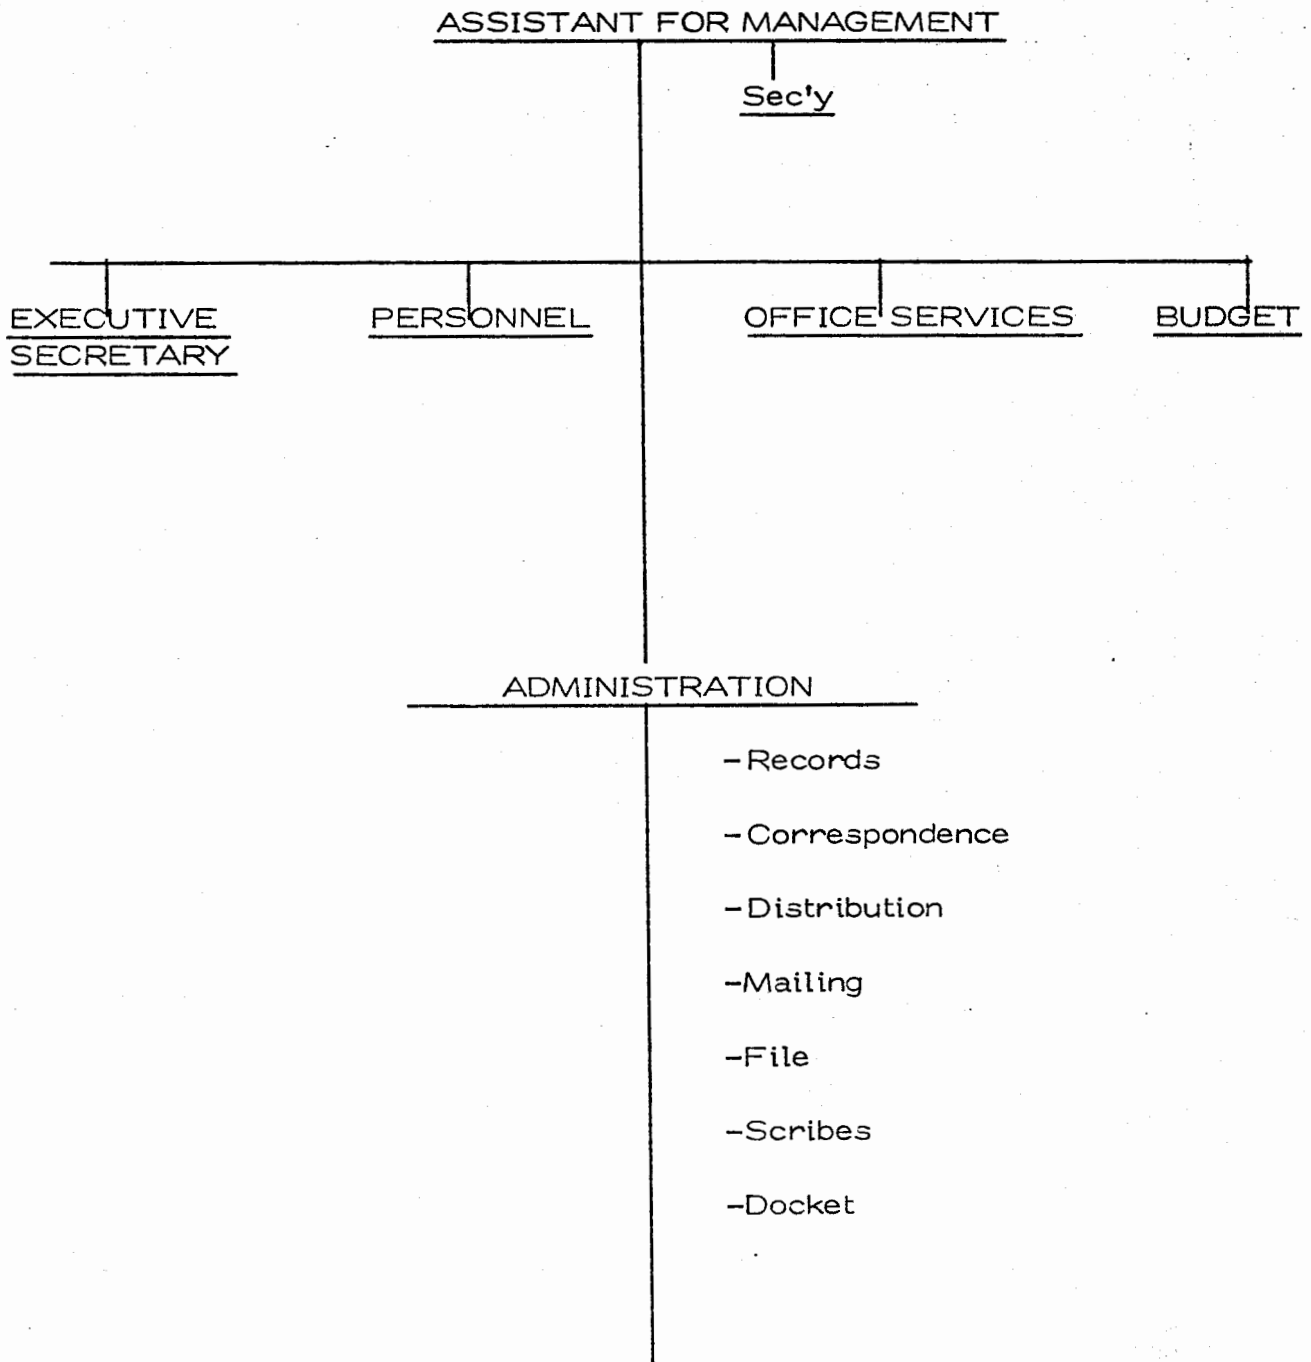 ASSISTANT FOR MANAGEMENT
Sec'y
EXECUTIVE
SECRETARY
PERSONNEL
OFFICE SERVICES
BUDGET
ADMINISTRATION
-Records
-Correspondence
-Distribution
-Mailing
-File
-Scribes
-Docket